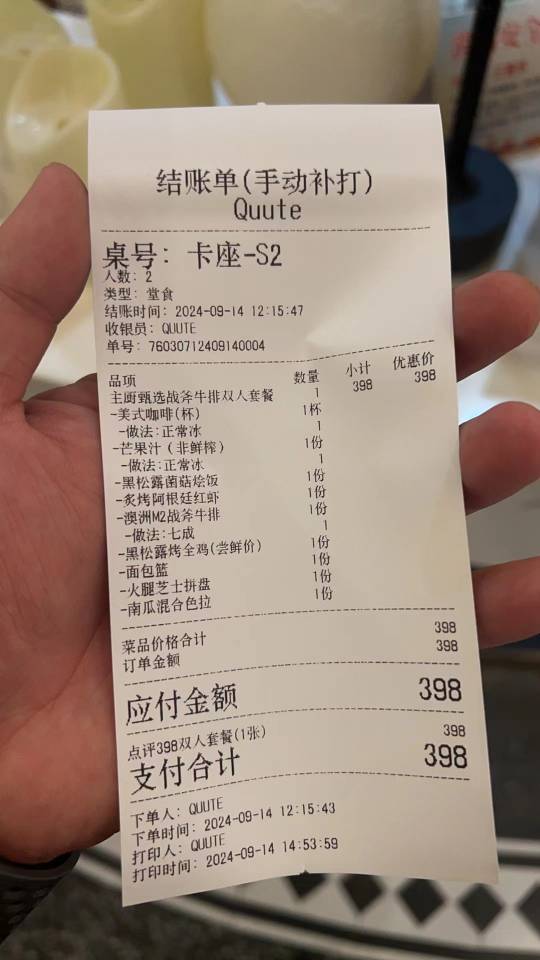 结账单(手动补打)
Quute
桌号: 卡座-S2
人数: 2
类型: 堂食
结账时间: 2024-09-14 12:15:47
收银员: QUUTE
单号: 76030712409140004
品项 数量 小计 优惠价
主厨甄选战斧牛排双人套餐 1 398 398
-美式咖啡(杯) 1杯
-做法:正常冰 1
-芒果汁(非鲜榨) 1份
-做法:正常冰 1
-黑松露菌菇烩饭 1份
-炙烤阿根廷红虾 1份
-澳洲M2战斧牛排 1份
-做法:七成 1
-黑松露烤全鸡(尝鲜价) 1份
-面包篮 1份
-火腿芝士拼盘 1份
-南瓜混合色拉 1份
菜品价格合计 398
订单金额 398
应付金额 398
点评398双人套餐(1张) 398
支付合计 398
下单人: QUUTE
下单时间: 2024-09-14 12:15:43
打印人: QUUTE
打印时间: 2024-09-14 14:53:59